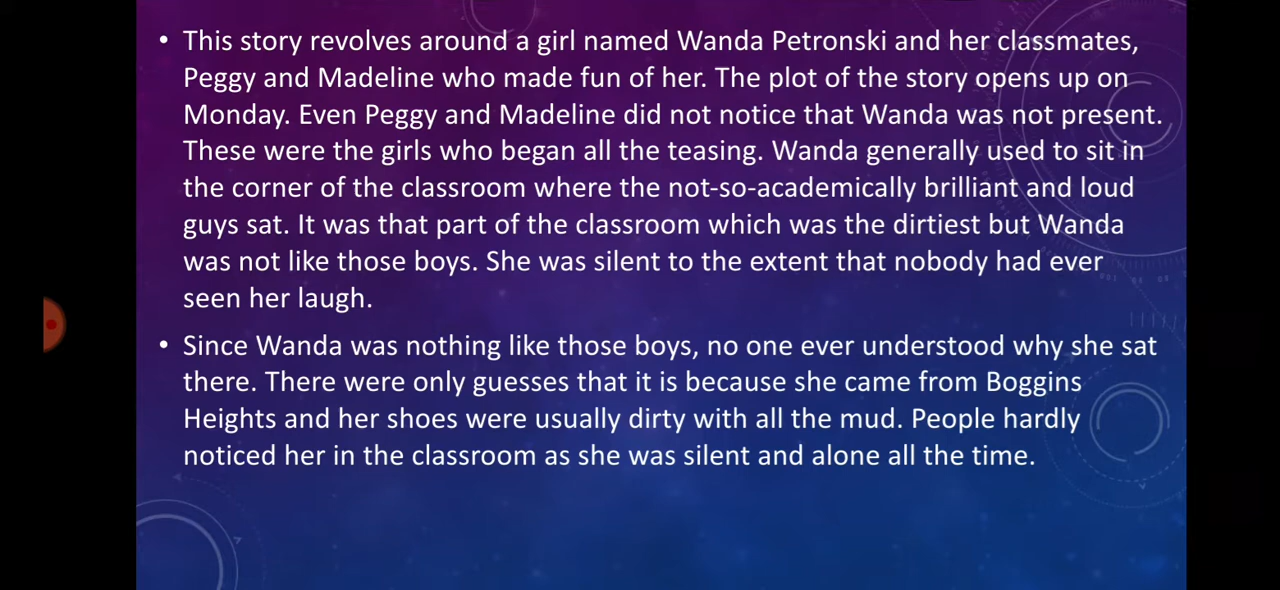 • This story revolves around a girl named Wanda Petronski and her classmates,
Peggy and Madeline who made fun of her. The plot of the story opens up on
Monday. Even Peggy and Madeline did not notice that Wanda was not present.
These were the girls who began all the teasing. Wanda generally used to sit in
the corner of the classroom where the not-so-academically brilliant and loud
guys sat. It was that part of the classroom which was the dirtiest but Wanda
was not like those boys. She was silent to the extent that nobody had ever
seen her laugh.
• Since Wanda was nothing like those boys, no one ever understood why she sat
there. There were only guesses that it is because she came from Boggins
Heights and her shoes were usually dirty with all the mud. People hardly
noticed her in the classroom as she was silent and alone all the time.